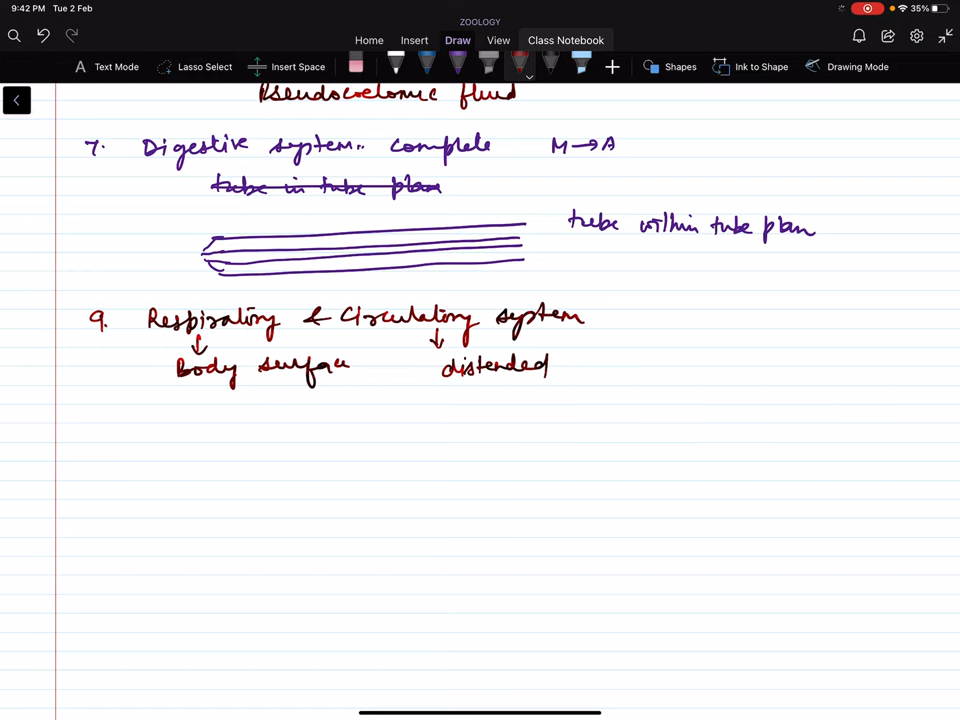 9:42 PM Tue 2 Feb
35%
ZOOLOGY
Home Insert Draw View Class Notebook
Text Mode Lasso Select Insert Space Shapes Ink to Shape Drawing Mode
Pseudocoelomic fluid
7. Digestive system.. complete M→A
tube in tube plan
tube within tube plan
9. Respiratory & Circulatory system
↓ ↓
Body surface distended